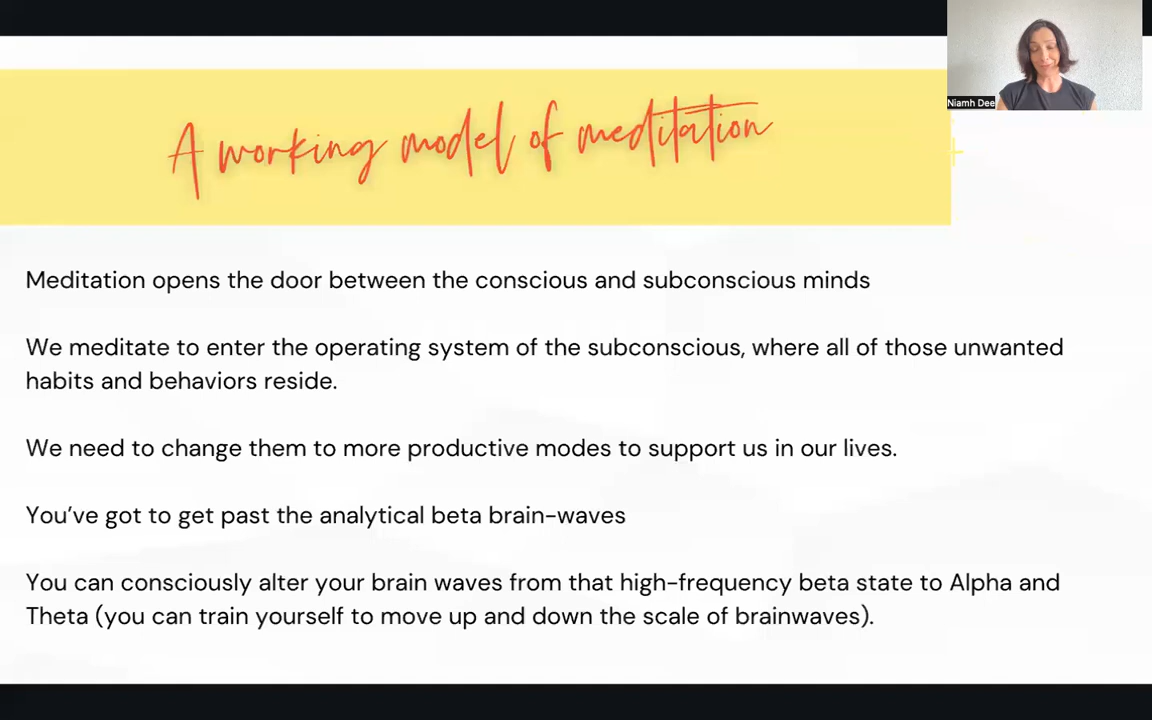 A working model of meditation
Niamh Dee
Meditation opens the door between the conscious and subconscious minds
We meditate to enter the operating system of the subconscious, where all of those unwanted
habits and behaviors reside.
We need to change them to more productive modes to support us in our lives.
You’ve got to get past the analytical beta brain-waves
You can consciously alter your brain waves from that high-frequency beta state to Alpha and
Theta (you can train yourself to move up and down the scale of brainwaves).